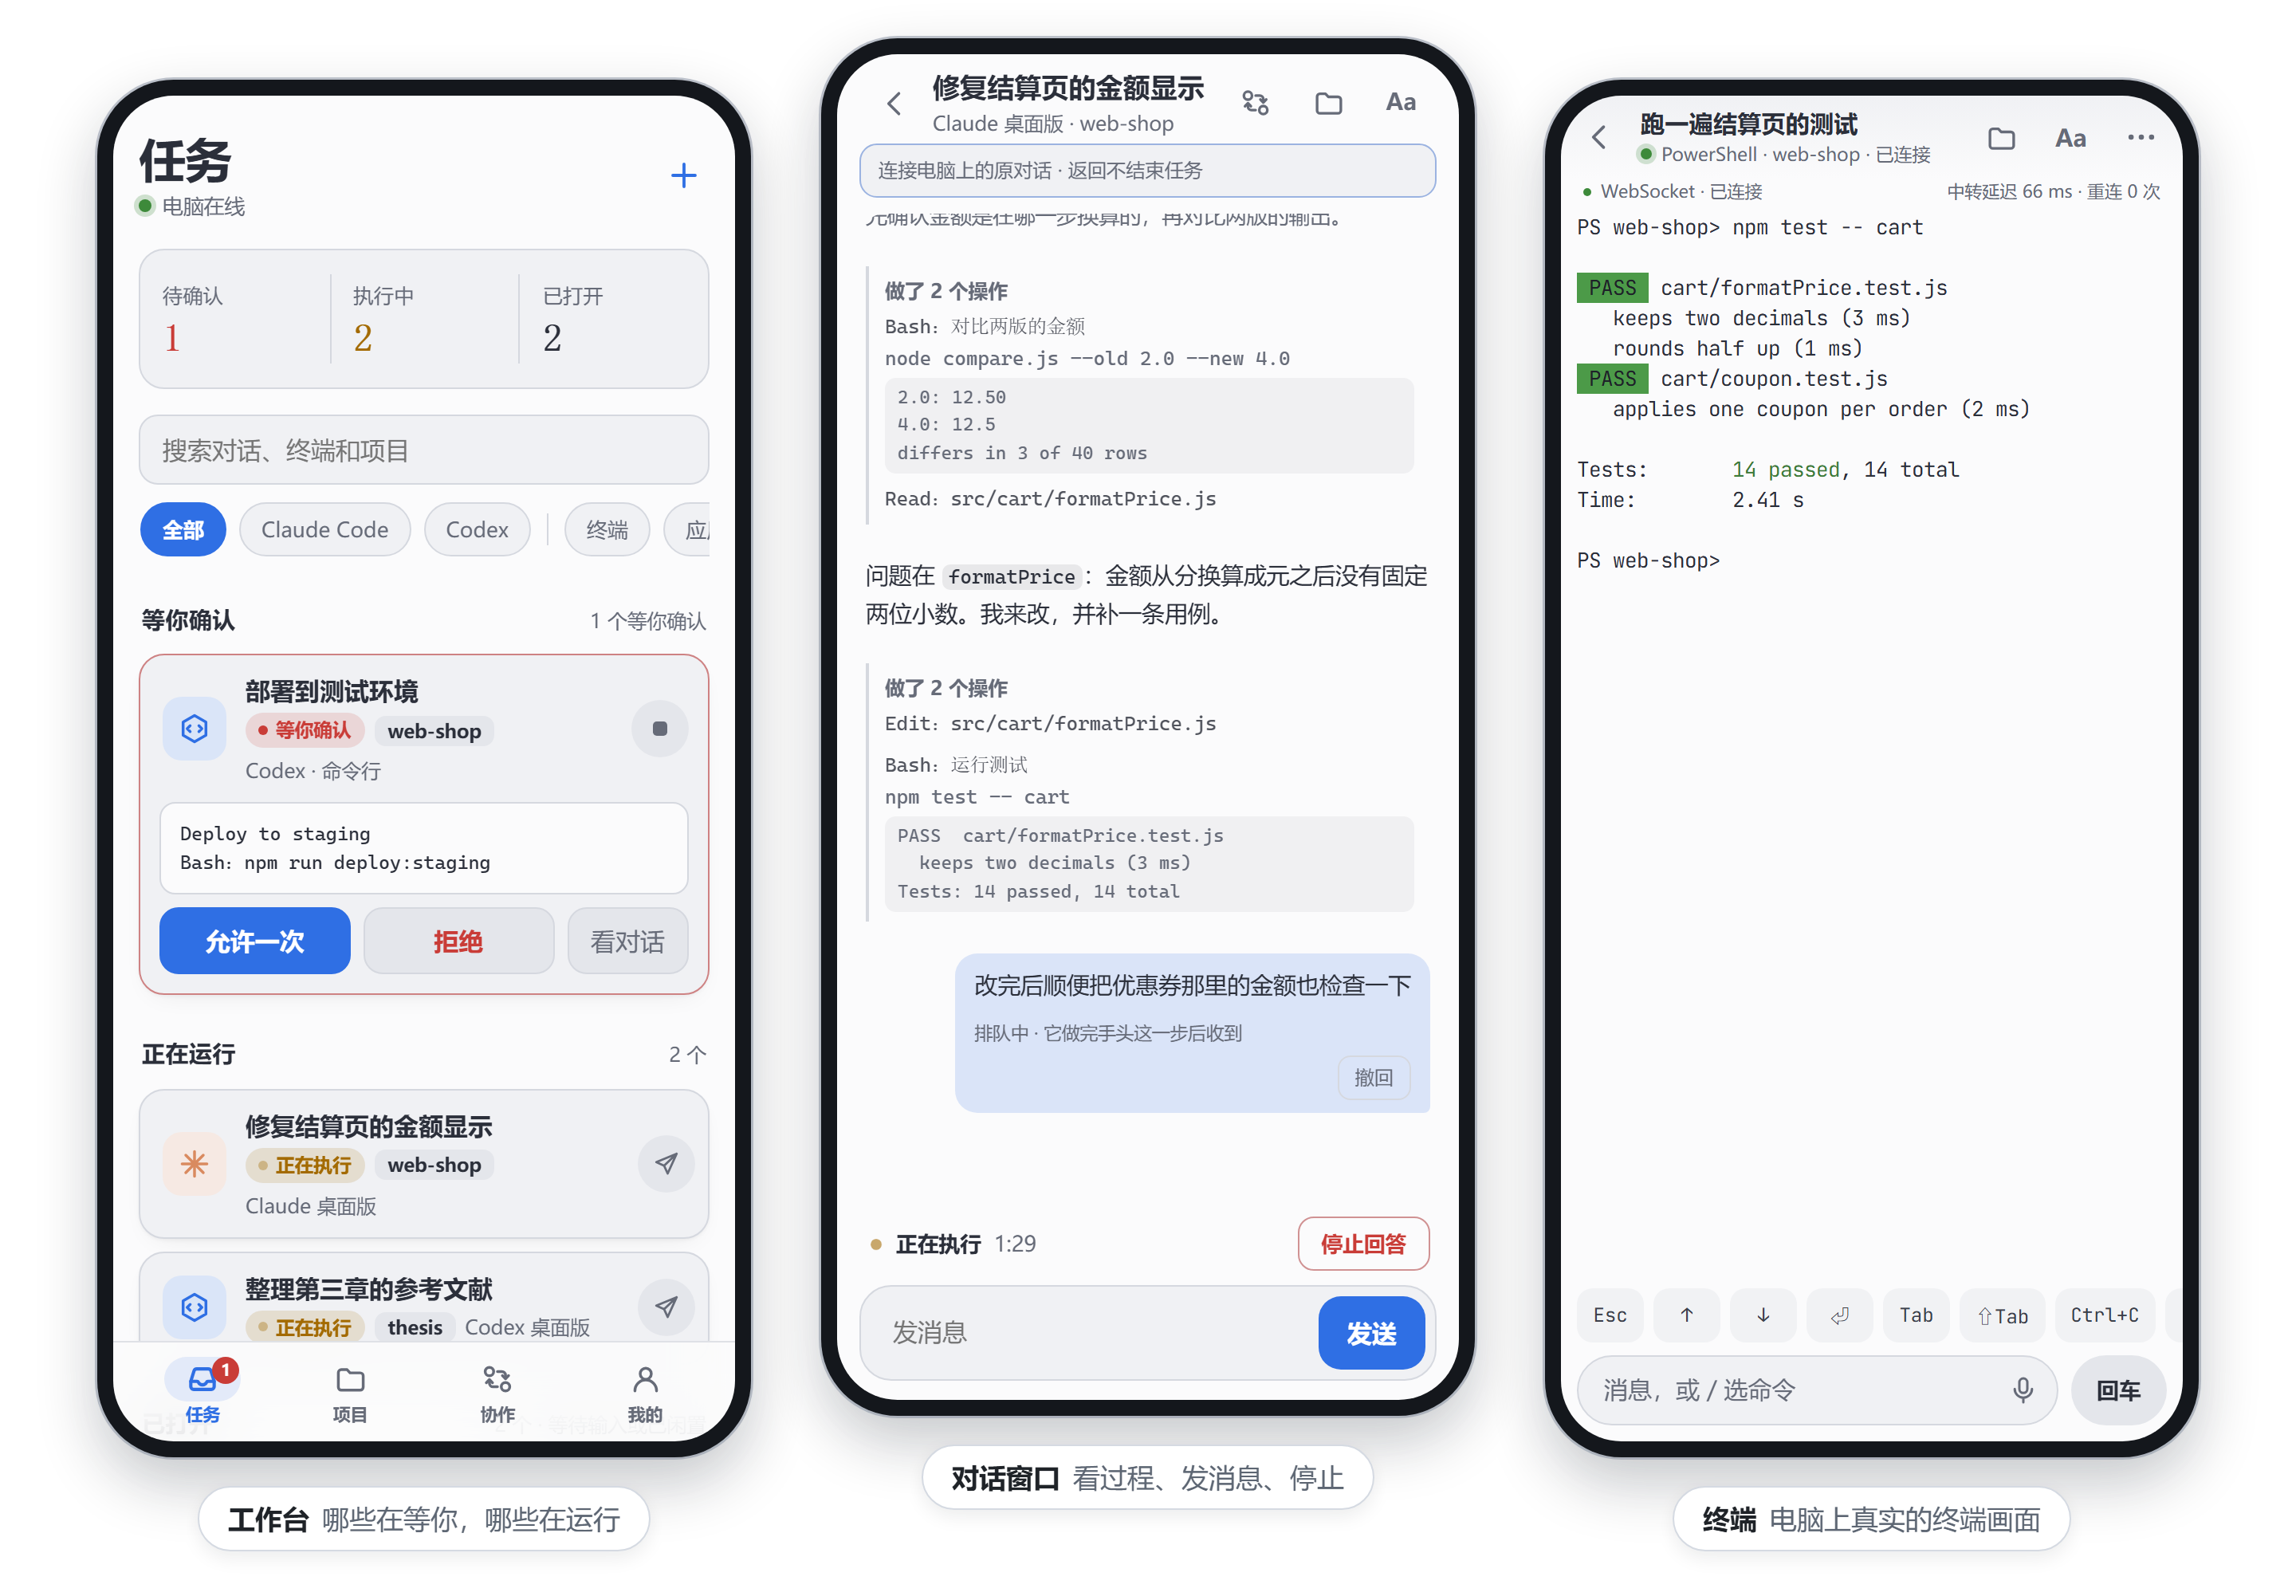 任务
电脑在线
待确认
1
执行中
2
已打开
2
搜索对话、终端和项目
全部
Claude Code
Codex
终端
等你确认
1 个等你确认
部署到测试环境
等你确认
web-shop
Codex · 命令行
Deploy to staging
Bash: npm run deploy:staging
允许一次
拒绝
看对话
正在运行
2 个
修复结算页的金额显示
正在执行
web-shop
Claude 桌面版
整理第三章的参考文献
正在执行
thesis
Codex 桌面版
1
任务
项目
协作
我的
工作台 哪些在等你，哪些在运行
修复结算页的金额显示
Claude 桌面版 · web-shop
Aa
连接电脑上的原对话 · 返回不结束任务
先确认金额是在哪一步换算的，再对比两版的输出。
做了 2 个操作
Bash: 对比两版的金额
node compare.js --old 2.0 --new 4.0
2.0: 12.50
4.0: 12.5
differs in 3 of 40 rows
Read: src/cart/formatPrice.js
问题在 formatPrice： 金额从分换算成元之后没有固定
两位小数。我来改，并补一条用例。
做了 2 个操作
Edit: src/cart/formatPrice.js
Bash: 运行测试
npm test -- cart
PASS  cart/formatPrice.test.js
keeps two decimals (3 ms)
Tests: 14 passed, 14 total
改完后顺便把优惠券那里的金额也检查一下
排队中 · 它做完手头这一步后收到
撤回
正在执行 1:29
停止回答
发消息
发送
对话窗口 看过程、发消息、停止
跑一遍结算页的测试
PowerShell · web-shop · 已连接
Aa
WebSocket · 已连接
中转延迟 66 ms · 重连 0 次
PS web-shop> npm test -- cart
PASS cart/formatPrice.test.js
keeps two decimals (3 ms)
rounds half up (1 ms)
PASS cart/coupon.test.js
applies one coupon per order (2 ms)
Tests: 14 passed, 14 total
Time: 2.41 s
PS web-shop>
Esc
↑
↓
⏎
Tab
⇧Tab
Ctrl+C
消息，或 / 选命令
回车
终端 电脑上真实的终端画面